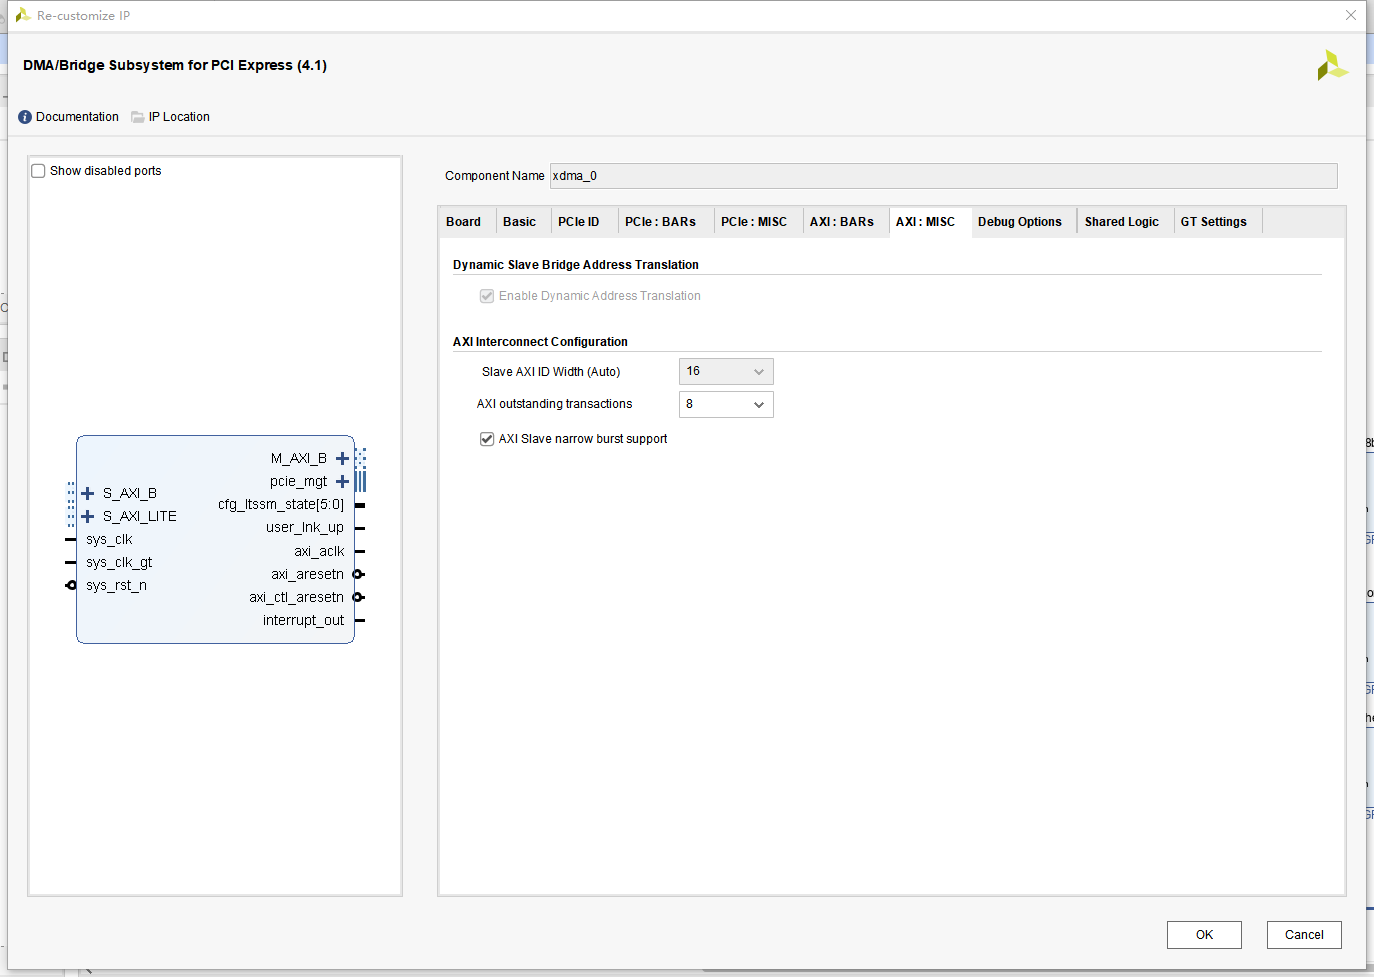 Re-customize IP
DMA/Bridge Subsystem for PCI Express (4.1)
Documentation IP Location
Show disabled ports
S_AXI_B
S_AXI_LITE
sys_clk
sys_clk_gt
sys_rst_n
M_AXI_B
pcie_mgt
cfg_ltssm_state[5:0]
user_lnk_up
axi_aclk
axi_aresetn
axi_ctl_aresetn
interrupt_out
Component Name xdma_0
Board Basic PCIe ID PCIe : BARs PCIe : MISC AXI : BARs AXI : MISC Debug Options Shared Logic GT Settings
Dynamic Slave Bridge Address Translation
Enable Dynamic Address Translation
AXI Interconnect Configuration
Slave AXI ID Width (Auto) 16
AXI outstanding transactions 8
AXI Slave narrow burst support
OK Cancel